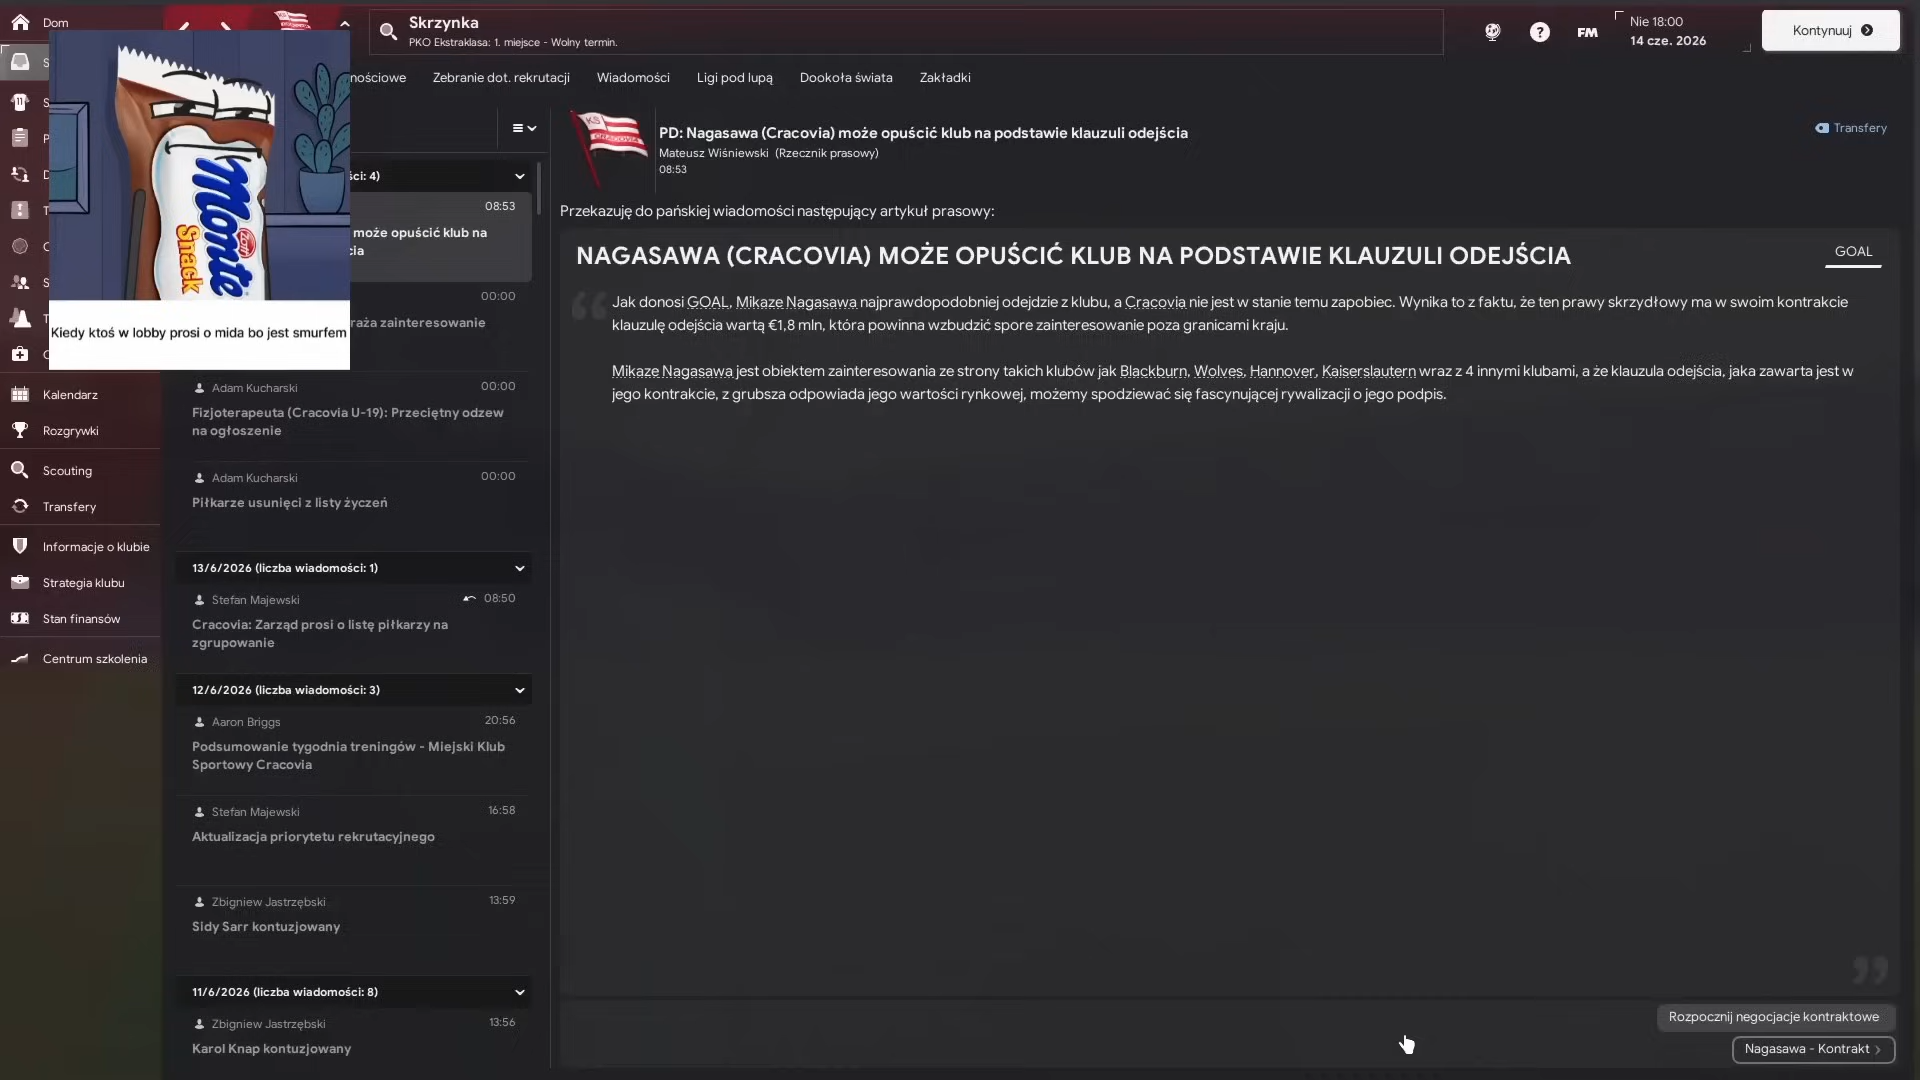 Dom
Skrzynka
PKO Ekstraklasa: 1. miejsce - Wolny termin.
FM
Nie 18:00
14 cze. 2026
Kontynuuj
nościowe
Zebranie dot. rekrutacji
Wiadomości
Ligi pod lupą
Dookoła świata
Zakładki
Monte
Snack
Zott
Kiedy ktoś w lobby prosi o mida bo jest smurfem
Kalendarz
Rozgrywki
Scouting
Transfery
Informacje o klubie
Strategia klubu
Stan finansów
Centrum szkolenia
ści: 4)
08:53
może opuścić klub na
cia
00:00
raża zainteresowanie
Adam Kucharski
00:00
Fizjoterapeuta (Cracovia U-19): Przeciętny odzew
na ogłoszenie
Adam Kucharski
00:00
Piłkarze usunięci z listy życzeń
13/6/2026 (liczba wiadomości: 1)
Stefan Majewski
08:50
Cracovia: Zarząd prosi o listę piłkarzy na
zgrupowanie
12/6/2026 (liczba wiadomości: 3)
Aaron Briggs
20:56
Podsumowanie tygodnia treningów - Miejski Klub
Sportowy Cracovia
Stefan Majewski
16:58
Aktualizacja priorytetu rekrutacyjnego
Zbigniew Jastrzębski
13:59
Sidy Sarr kontuzjowany
11/6/2026 (liczba wiadomości: 8)
Zbigniew Jastrzębski
13:56
Karol Knap kontuzjowany
KS
CRACOVIA
PD: Nagasawa (Cracovia) może opuścić klub na podstawie klauzuli odejścia
Mateusz Wiśniewski (Rzecznik prasowy)
08:53
Transfery
Przekazuję do pańskiej wiadomości następujący artykuł prasowy:
NAGASAWA (CRACOVIA) MOŻE OPUŚCIĆ KLUB NA PODSTAWIE KLAUZULI ODEJŚCIA
GOAL
Jak donosi GOAL, Mikaze Nagasawa najprawdopodobniej odejdzie z klubu, a Cracovia nie jest w stanie temu zapobiec. Wynika to z faktu, że ten prawy skrzydłowy ma w swoim kontrakcie
klauzulę odejścia wartą €1,8 mln, która powinna wzbudzić spore zainteresowanie poza granicami kraju.
Mikaze Nagasawa jest obiektem zainteresowania ze strony takich klubów jak Blackburn, Wolves, Hannover, Kaiserslautern wraz z 4 innymi klubami, a że klauzula odejścia, jaka zawarta jest w
jego kontrakcie, z grubsza odpowiada jego wartości rynkowej, możemy spodziewać się fascynującej rywalizacji o jego podpis.
Rozpocznij negocjacje kontraktowe
Nagasawa - Kontrakt